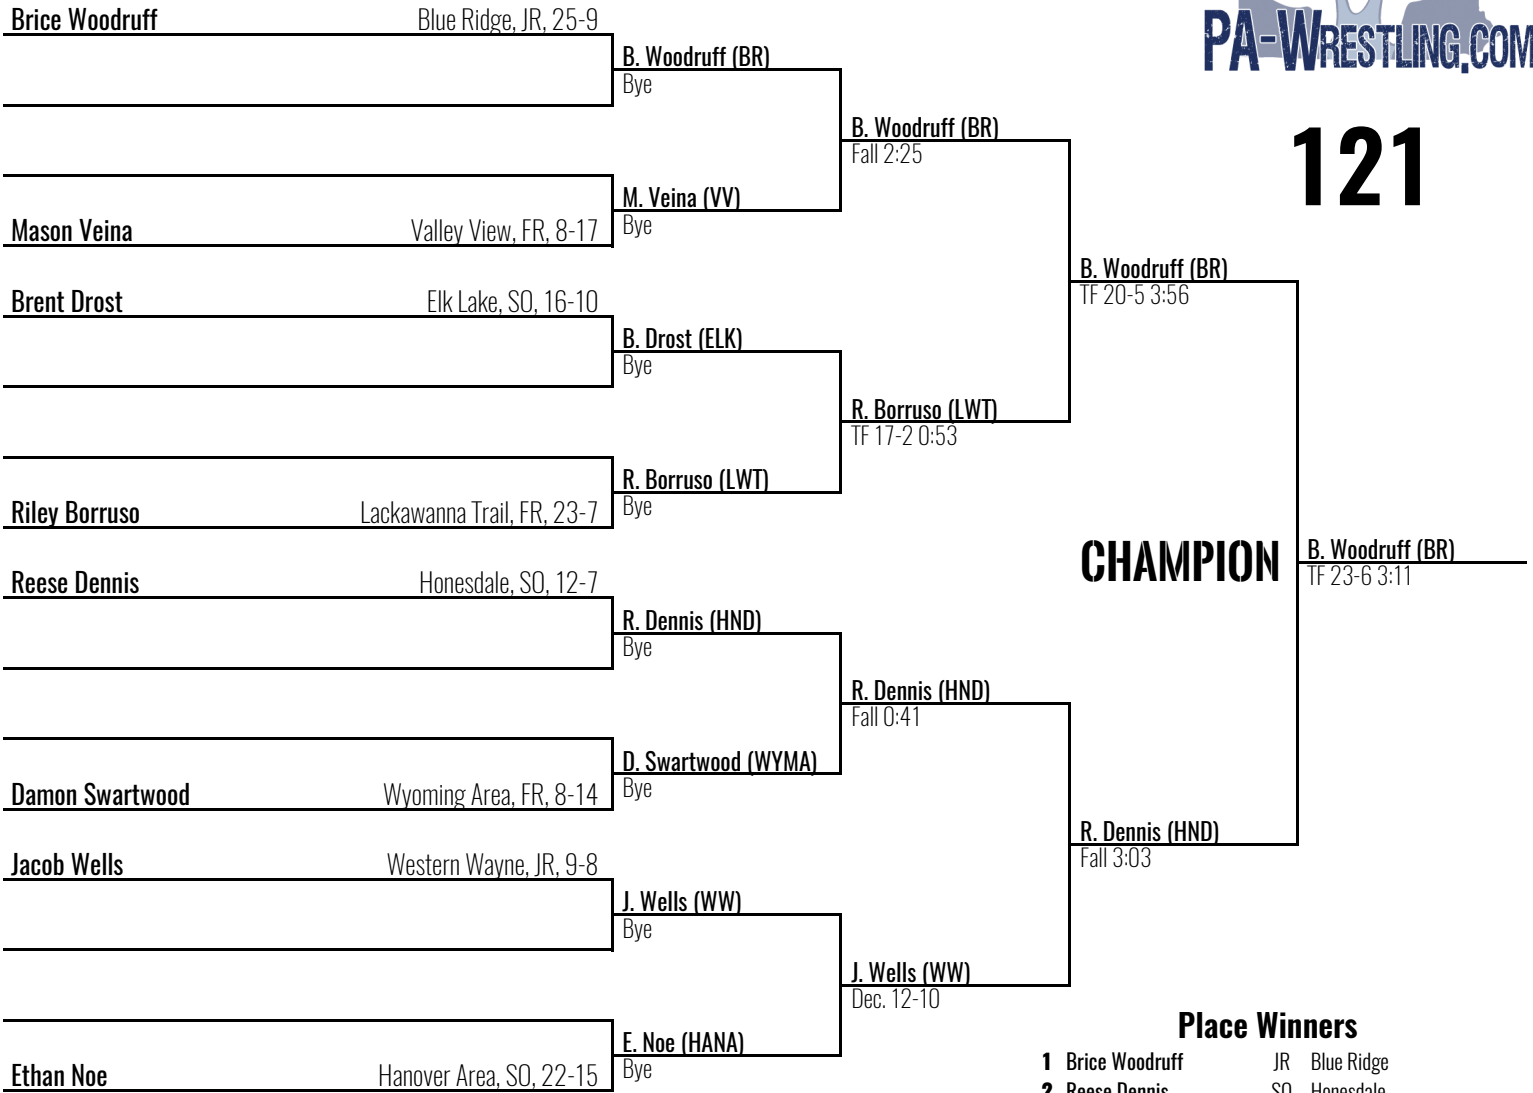 PA-WRESTLING.COM
121
Brice Woodruff Blue Ridge, JR, 25-9
B. Woodruff (BR)
Bye
B. Woodruff (BR)
Fall 2:25
M. Veina (VV)
Bye
Mason Veina Valley View, FR, 8-17
B. Woodruff (BR)
TF 20-5 3:56
Brent Drost Elk Lake, SO, 16-10
B. Drost (ELK)
Bye
R. Borruso (LWT)
TF 17-2 0:53
R. Borruso (LWT)
Bye
Riley Borruso Lackawanna Trail, FR, 23-7
CHAMPION
B. Woodruff (BR)
TF 23-6 3:11
Reese Dennis Honesdale, SO, 12-7
R. Dennis (HND)
Bye
R. Dennis (HND)
Fall 0:41
D. Swartwood (WYMA)
Bye
Damon Swartwood Wyoming Area, FR, 8-14
R. Dennis (HND)
Fall 3:03
Jacob Wells Western Wayne, JR, 9-8
J. Wells (WW)
Bye
J. Wells (WW)
Dec. 12-10
E. Noe (HANA)
Bye
Ethan Noe Hanover Area, SO, 22-15
Place Winners
1 Brice Woodruff JR Blue Ridge
2 Reese Dennis SO Honesdale